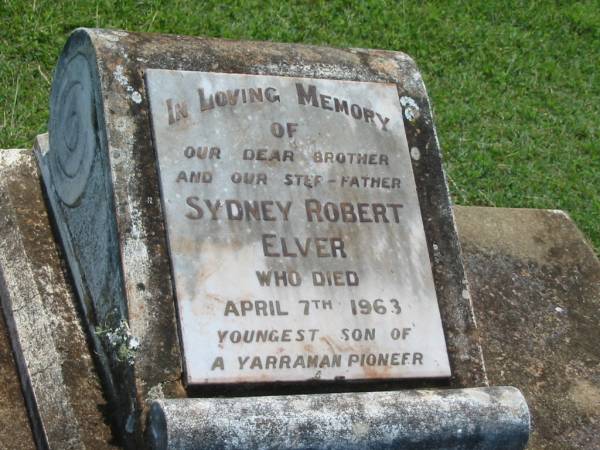 IN LOVING MEMORY
OF
OUR DEAR BROTHER
AND OUR STEP-FATHER
SYDNEY ROBERT
ELVER
WHO DIED
APRIL 7TH 1963
YOUNGEST SON OF
A YARRAMAN PIONEER